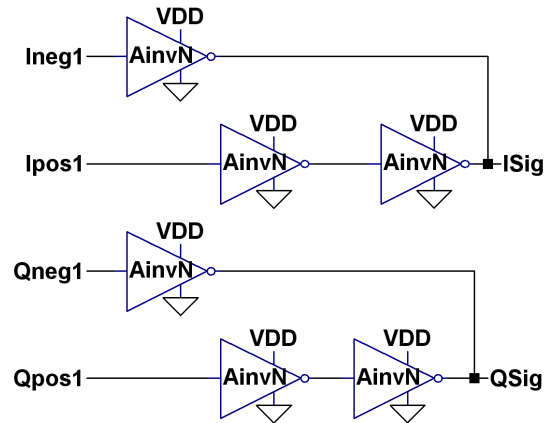 VDD
Ineg1 AinvN
VDD VDD
Ipos1 AinvN AinvN ISig
VDD
Qneg1 AinvN
VDD VDD
Qpos1 AinvN AinvN QSig